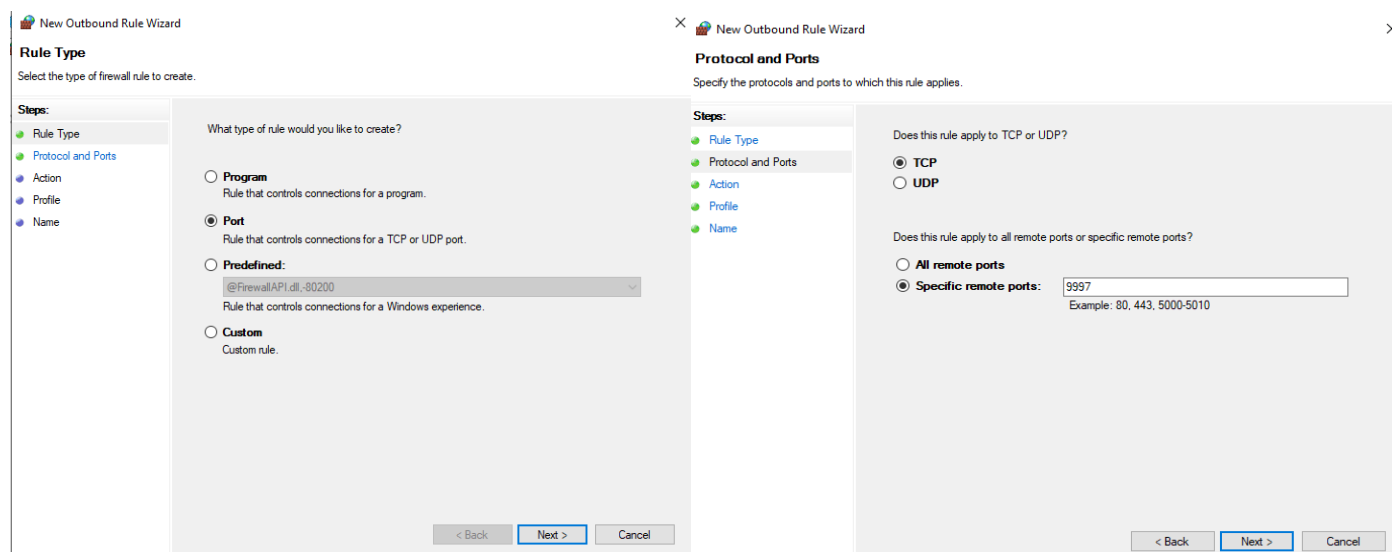 New Outbound Rule Wizard
Rule Type
Select the type of firewall rule to create.
Steps:
Rule Type
Protocol and Ports
Action
Profile
Name
What type of rule would you like to create?
Program
Rule that controls connections for a program.
Port
Rule that controls connections for a TCP or UDP port.
Predefined:
@FirewallAPI.dll,-80200
Rule that controls connections for a Windows experience.
Custom
Custom rule.
< Back
Next >
Cancel
New Outbound Rule Wizard
Protocol and Ports
Specify the protocols and ports to which this rule applies.
Steps:
Rule Type
Protocol and Ports
Action
Profile
Name
Does this rule apply to TCP or UDP?
TCP
UDP
Does this rule apply to all remote ports or specific remote ports?
All remote ports
Specific remote ports: 9997
Example: 80, 443, 5000-5010
< Back
Next >
Cancel